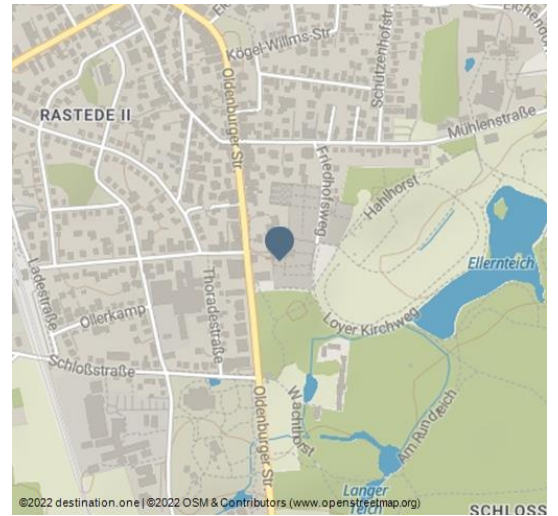 Kögel-Willms-Str
Schützenhofstr
Oldenburger Str
RASTEDE II
Mühlenstraße
Friedhofsweg
Hahlhorst
Ellernteich
Ladestraße
Thoradestraße
Ollerkamp
Loyer Kirchweg
Schloßstraße
Wachthorst
Oldenburger Str
Am Rundteich
Langer
Teich
©2022 destination.one | ©2022 OSM & Contributors (www.openstreetmap.org)
SCHLOSS